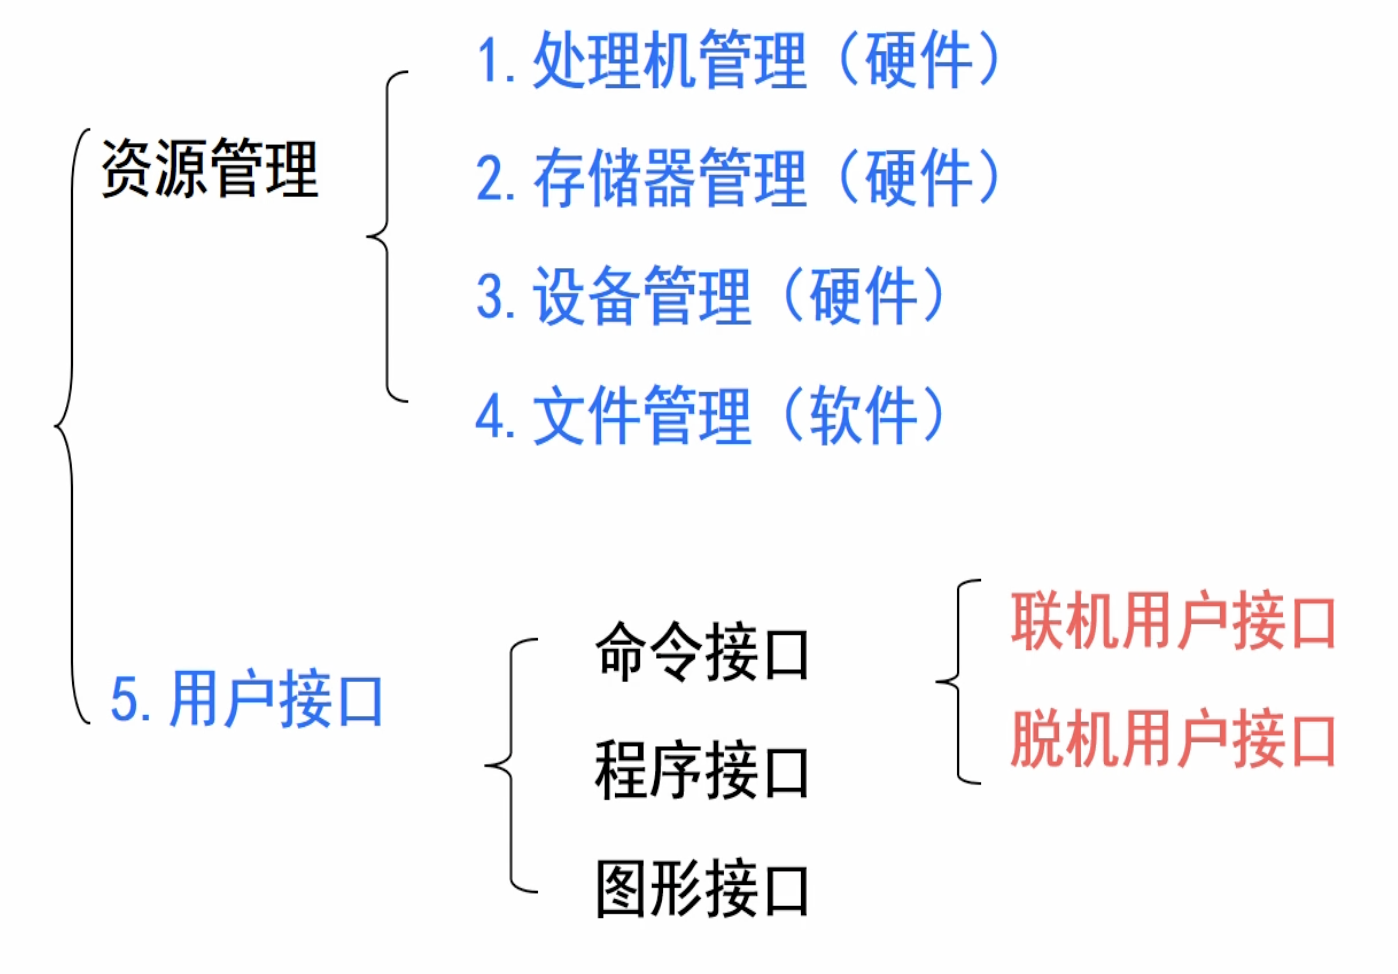 资源管理
1.处理机管理（硬件）
2.存储器管理（硬件）
3.设备管理（硬件）
4.文件管理（软件）
5.用户接口
命令接口
联机用户接口
脱机用户接口
程序接口
图形接口